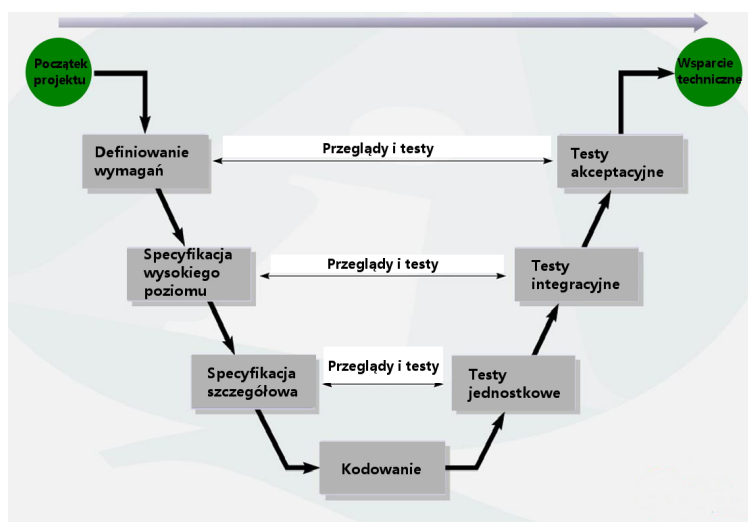 Początek
projektu
Wsparcie
techniczne
Definiowanie
wymagań
Przeglądy i testy
Testy
akceptacyjne
Specyfikacja
wysokiego
poziomu
Przeglądy i testy
Testy
integracyjne
Specyfikacja
szczegółowa
Przeglądy i testy
Testy
jednostkowe
Kodowanie